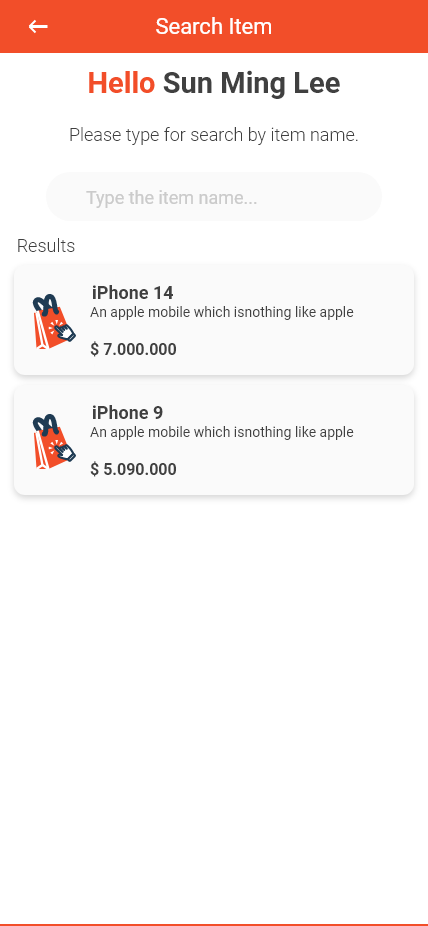 Search Item
Hello Sun Ming Lee
Please type for search by item name.
Type the item name...
Results
iPhone 14
An apple mobile which isnothing like apple
$ 7.000.000
iPhone 9
An apple mobile which isnothing like apple
$ 5.090.000